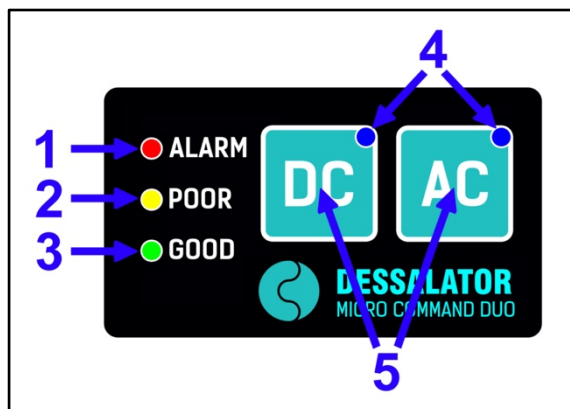 4
1 ALARM DC AC
2 POOR
3 GOOD
DESSALATOR
MICRO COMMAND DUO
5